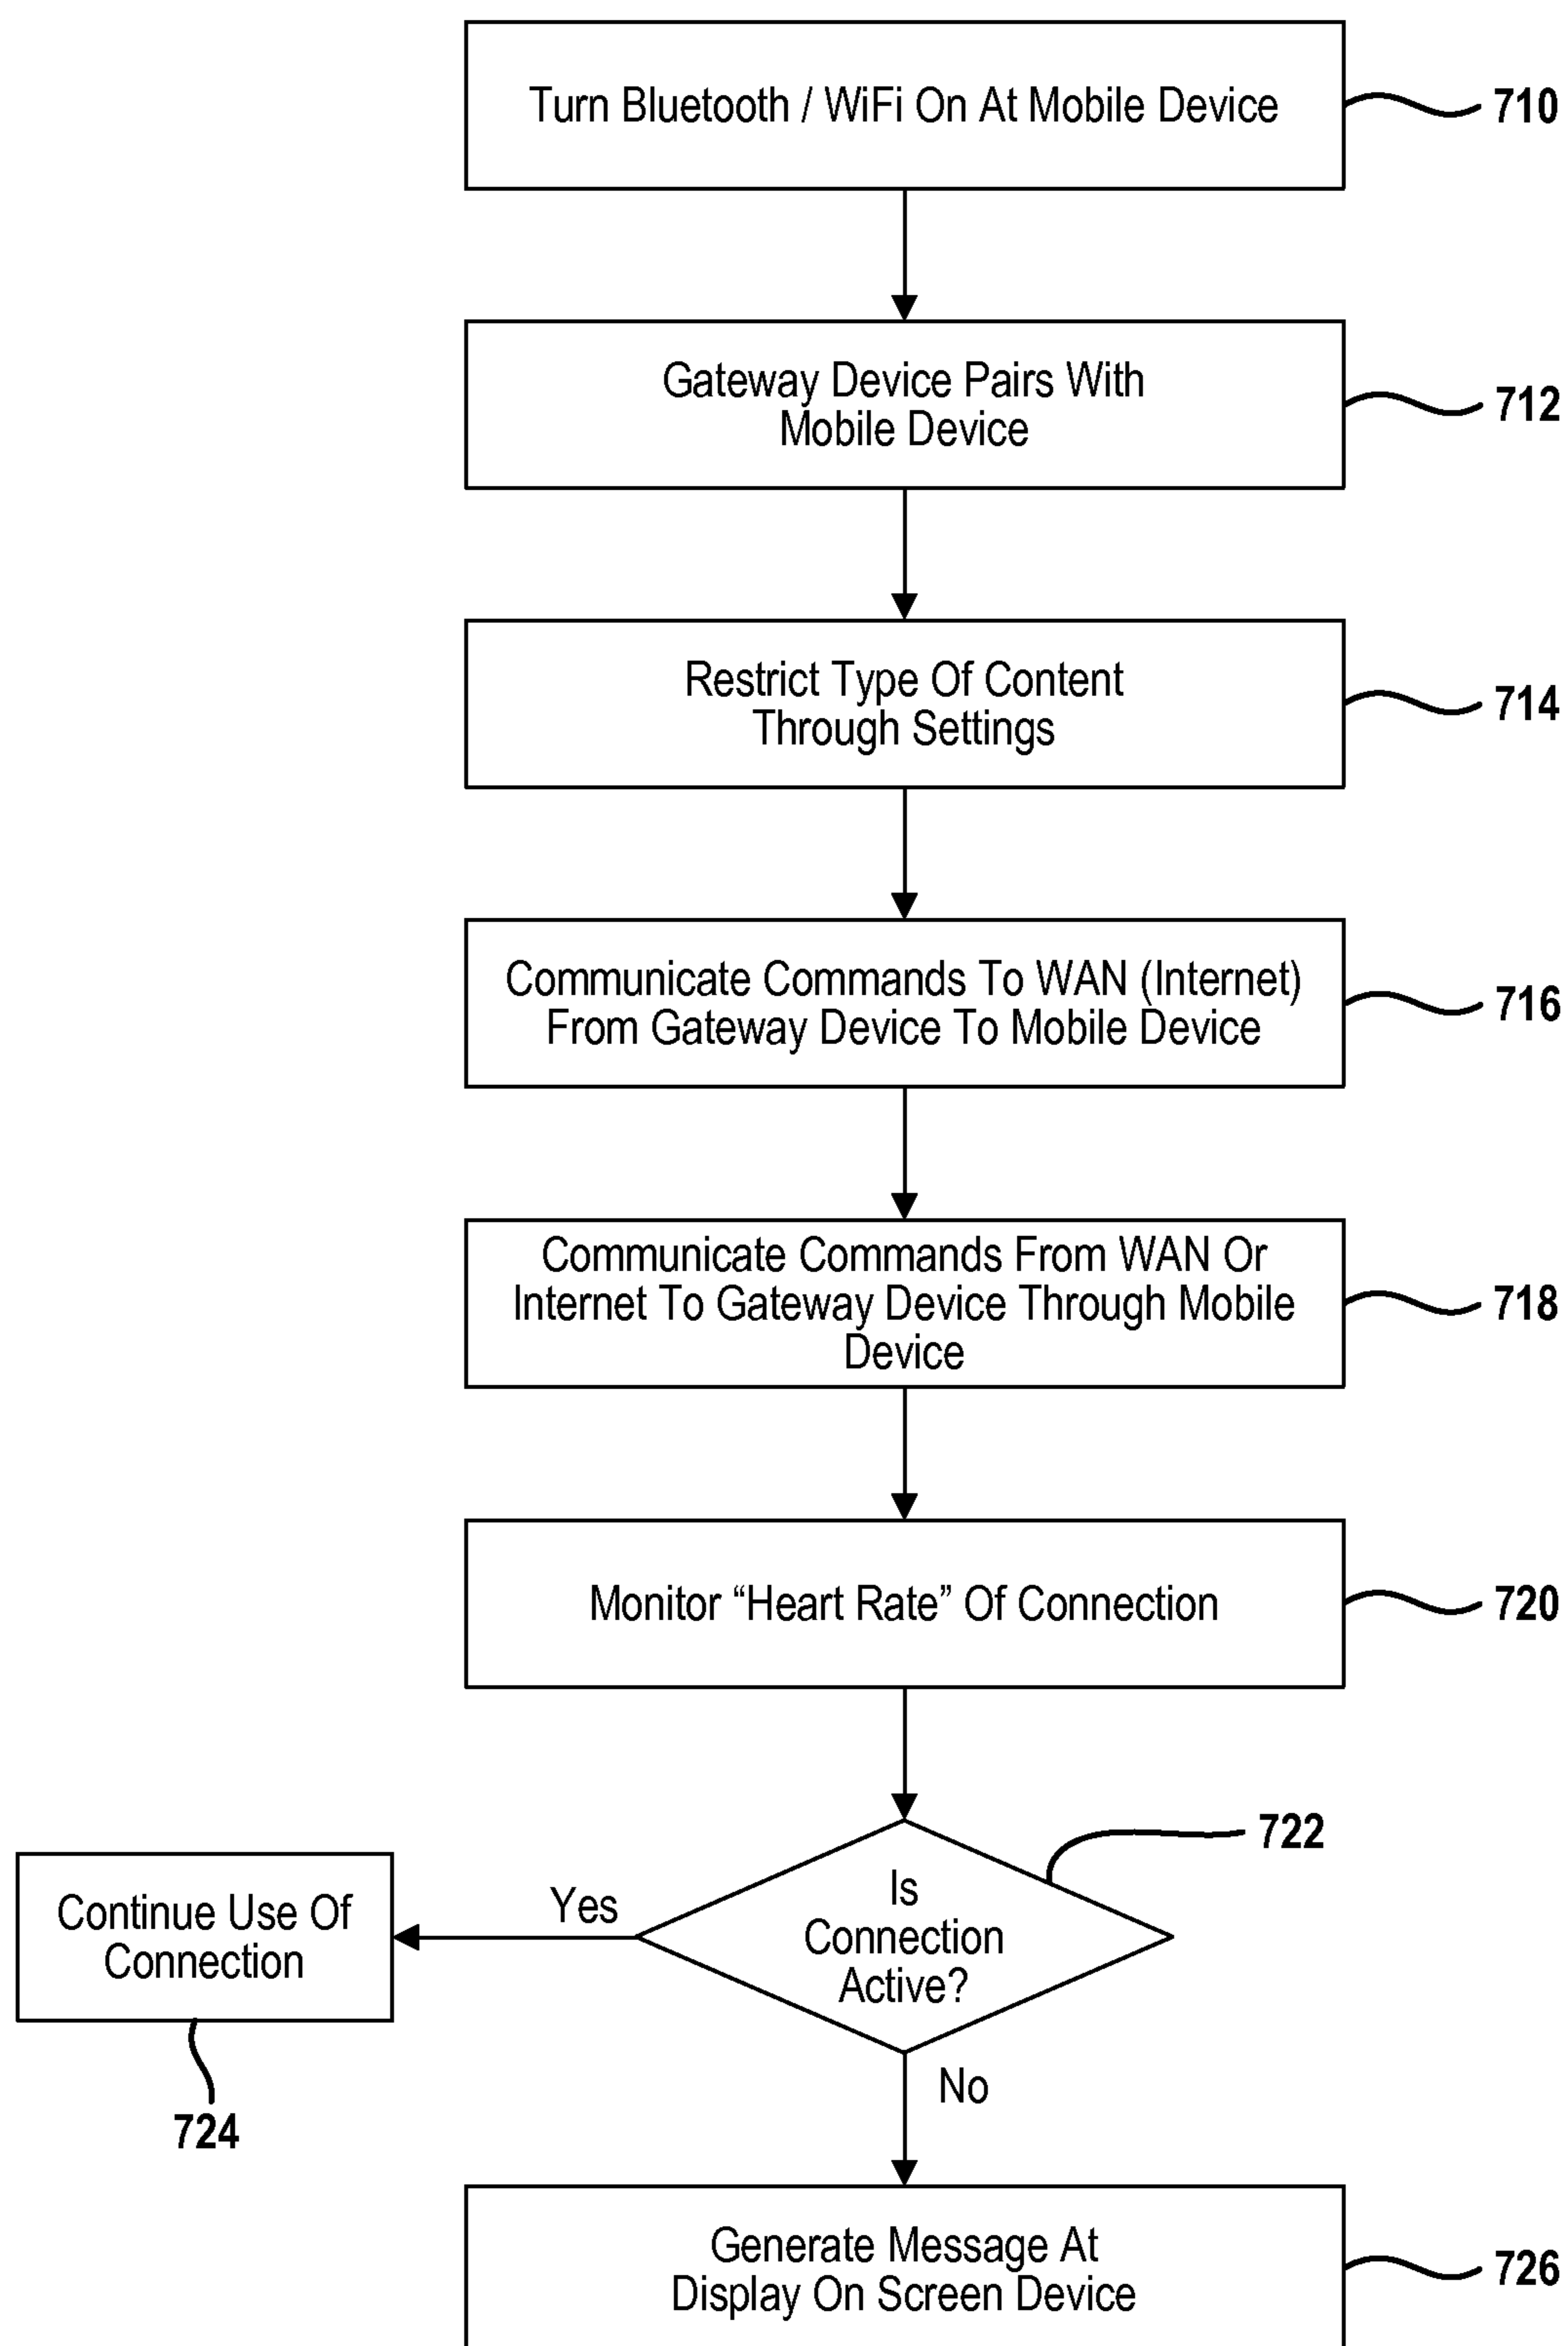 Turn Bluetooth / WiFi On At Mobile Device
710
Gateway Device Pairs With
Mobile Device
712
Restrict Type Of Content
Through Settings
714
Communicate Commands To WAN (Internet)
From Gateway Device To Mobile Device
716
Communicate Commands From WAN Or
Internet To Gateway Device Through Mobile
Device
718
Monitor “Heart Rate” Of Connection
720
722
Is
Connection
Active?
Yes
Continue Use Of
Connection
724
No
Generate Message At
Display On Screen Device
726